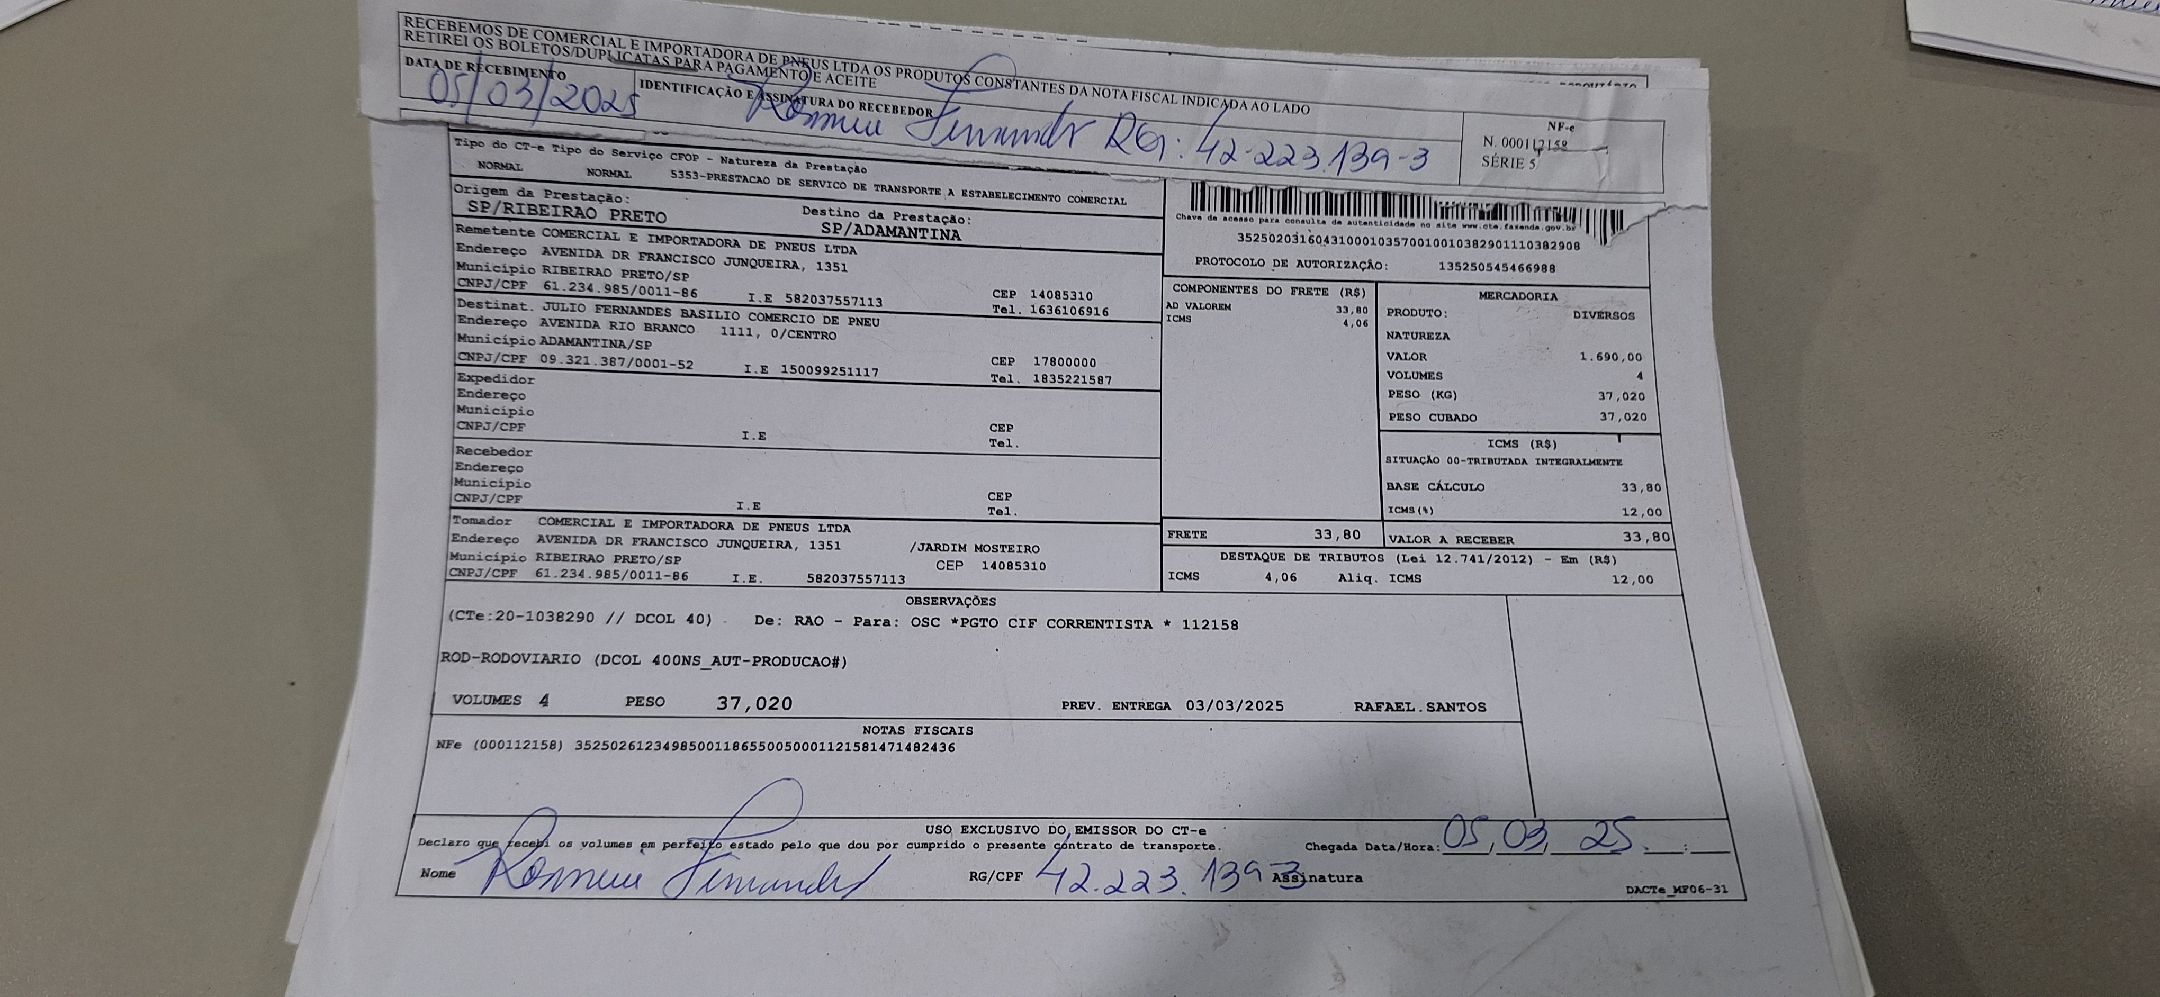 RECEBEMOS DE COMERCIAL E IMPORTADORA DE PNEUS LTDA OS PRODUTOS CONSTANTES DA NOTA FISCAL INDICADA AO LADO
RETIREI OS BOLETOS/DUPLICATAS PARA PAGAMENTO E ACEITE
DATA DE RECEBIMENTO IDENTIFICAÇÃO E ASSINATURA DO RECEBEDOR
05/03/2025 RG: 42.223.139-3
NF-e
N. 000112158
SÉRIE 5
Tipo do CT-e Tipo do Serviço CFOP - Natureza da Prestação
NORMAL NORMAL 5353-PRESTACAO DE SERVICO DE TRANSPORTE A ESTABELECIMENTO COMERCIAL
Origem da Prestação: Destino da Prestação:
SP/RIBEIRAO PRETO SP/ADAMANTINA
Remetente COMERCIAL E IMPORTADORA DE PNEUS LTDA
Endereço AVENIDA DR FRANCISCO JUNQUEIRA, 1351
Município RIBEIRAO PRETO/SP CEP 14085310
CNPJ/CPF 61.234.985/0011-86 I.E 582037557113 Tel. 1636106916
Destinat. JULIO FERNANDES BASILIO COMERCIO DE PNEU
Endereço AVENIDA RIO BRANCO 1111, 0/CENTRO
Município ADAMANTINA/SP CEP 17800000
CNPJ/CPF 09.321.387/0001-52 I.E 150099251117 Tel. 1835221587
Expedidor
Endereço
Município CEP
CNPJ/CPF I.E Tel.
Recebedor
Endereço
Município CEP
CNPJ/CPF I.E Tel.
Tomador COMERCIAL E IMPORTADORA DE PNEUS LTDA
Endereço AVENIDA DR FRANCISCO JUNQUEIRA, 1351 /JARDIM MOSTEIRO
Município RIBEIRAO PRETO/SP CEP 14085310
CNPJ/CPF 61.234.985/0011-86 I.E. 582037557113
Chave de acesso para consulta de autenticidade no site www.cte.fazenda.gov.br
35250203160431000103570010010382901110382908
PROTOCOLO DE AUTORIZAÇÃO: 135250545466988
COMPONENTES DO FRETE (R$)
AD VALOREM 33,80
ICMS 4,06
MERCADORIA
PRODUTO: DIVERSOS
NATUREZA
VALOR 1.690,00
VOLUMES 4
PESO (KG) 37,020
PESO CUBADO 37,020
ICMS (R$)
SITUAÇÃO 00-TRIBUTADA INTEGRALMENTE
BASE CÁLCULO 33,80
ICMS(%) 12,00
FRETE 33,80 VALOR A RECEBER 33,80
DESTAQUE DE TRIBUTOS (Lei 12.741/2012) - Em (R$)
ICMS 4,06 Aliq. ICMS 12,00
OBSERVAÇÕES
(CTe:20-1038290 // DCOL 40) . De: RAO - Para: OSC *PGTO CIF CORRENTISTA * 112158
ROD-RODOVIARIO (DCOL 400NS_AUT-PRODUCAO#)
VOLUMES 4 PESO 37,020 PREV. ENTREGA 03/03/2025 RAFAEL.SANTOS
NOTAS FISCAIS
NFe (000112158) 35250261234985001186550050001121581471482436
USO EXCLUSIVO DO EMISSOR DO CT-e
Declaro que recebi os volumes em perfeito estado pelo que dou por cumprido o presente contrato de transporte. Chegada Data/Hora: 05, 03, 25.
Nome RG/CPF 42.223.139-3 Assinatura
DACTe_MF06-31